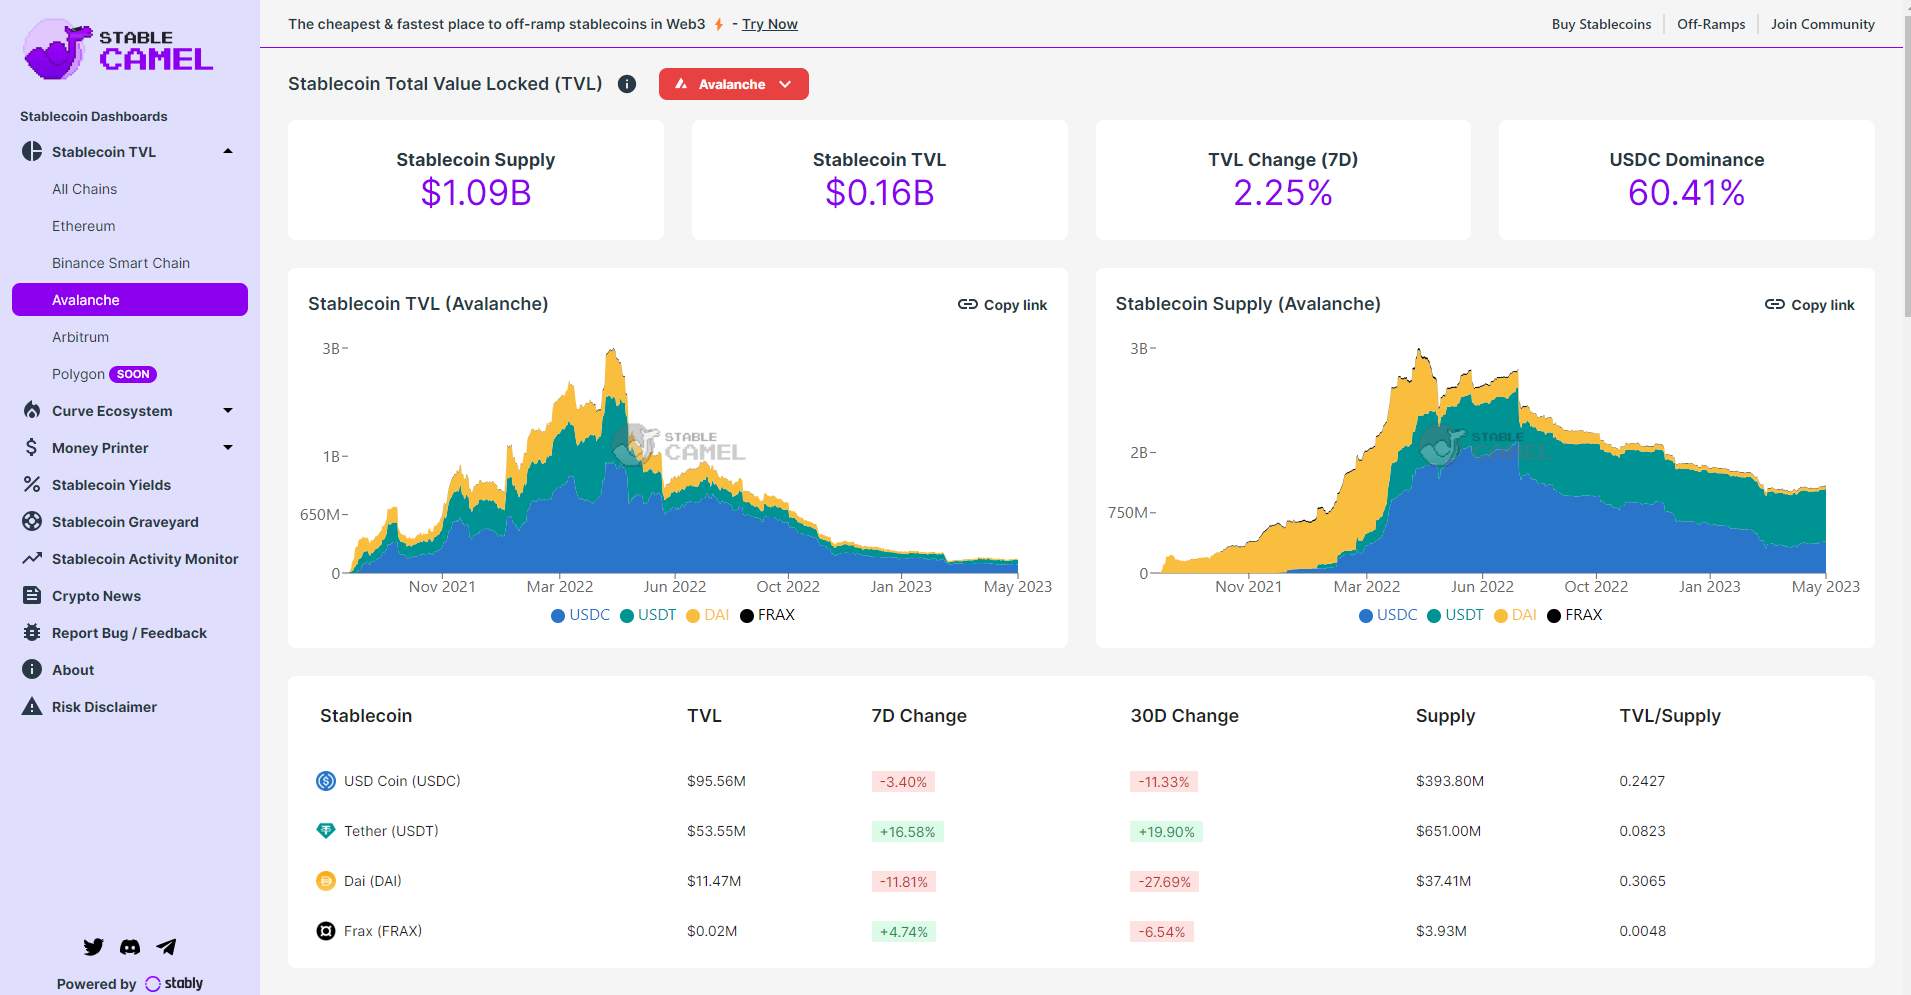 STABLE
CAMEL
Stablecoin Dashboards
Stablecoin TVL
All Chains
Ethereum
Binance Smart Chain
Avalanche
Arbitrum
Polygon SOON
Curve Ecosystem
Money Printer
Stablecoin Yields
Stablecoin Graveyard
Stablecoin Activity Monitor
Crypto News
Report Bug / Feedback
About
Risk Disclaimer
Powered by stably
The cheapest & fastest place to off-ramp stablecoins in Web3 ⚡ - Try Now
Buy Stablecoins Off-Ramps Join Community
Stablecoin Total Value Locked (TVL) Avalanche
Stablecoin Supply
$1.09B
Stablecoin TVL
$0.16B
TVL Change (7D)
2.25%
USDC Dominance
60.41%
Stablecoin TVL (Avalanche) Copy link
3B
1B
650M
0
STABLE
CAMEL
Nov 2021 Mar 2022 Jun 2022 Oct 2022 Jan 2023 May 2023
USDC USDT DAI FRAX
Stablecoin Supply (Avalanche) Copy link
3B
2B
750M
0
STABLE
CAMEL
Nov 2021 Mar 2022 Jun 2022 Oct 2022 Jan 2023 May 2023
USDC USDT DAI FRAX
Stablecoin TVL 7D Change 30D Change Supply TVL/Supply
USD Coin (USDC) $95.56M -3.40% -11.33% $393.80M 0.2427
Tether (USDT) $53.55M +16.58% +19.90% $651.00M 0.0823
Dai (DAI) $11.47M -11.81% -27.69% $37.41M 0.3065
Frax (FRAX) $0.02M +4.74% -6.54% $3.93M 0.0048